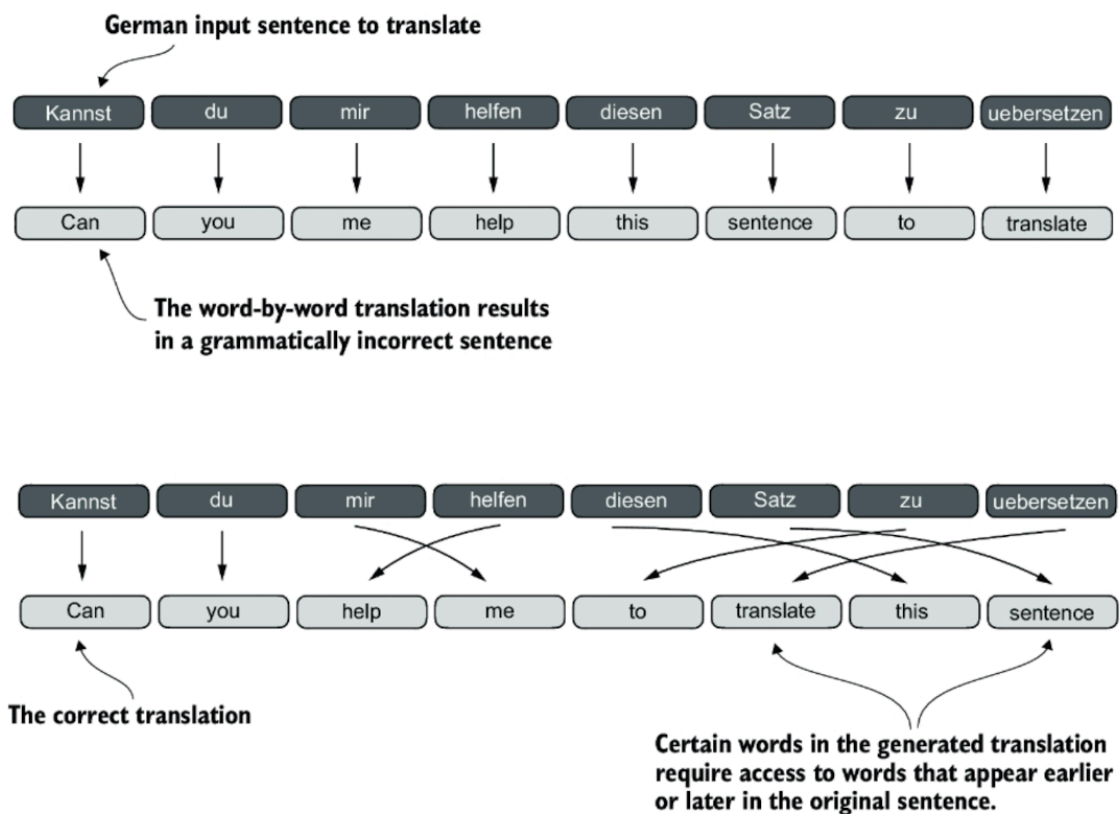 German input sentence to translate
Kannst du mir helfen diesen Satz zu uebersetzen
Can you me help this sentence to translate
The word-by-word translation results
in a grammatically incorrect sentence
Kannst du mir helfen diesen Satz zu uebersetzen
Can you help me to translate this sentence
The correct translation
Certain words in the generated translation
require access to words that appear earlier
or later in the original sentence.